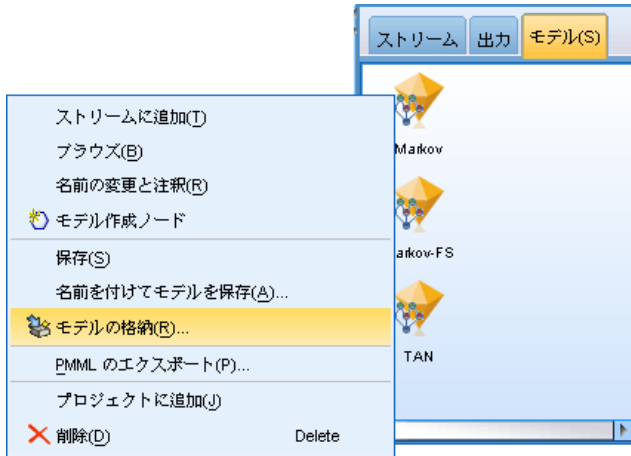 ストリーム 出力 モデル(S)
Markov
arkov-FS
TAN
ストリームに追加(T)
ブラウズ(B)
名前の変更と注釈(R)
モデル作成ノード
保存(S)
名前を付けてモデルを保存(A)...
モデルの格納(R)...
PMML のエクスポート(P)...
プロジェクトに追加(J)
削除(D) Delete